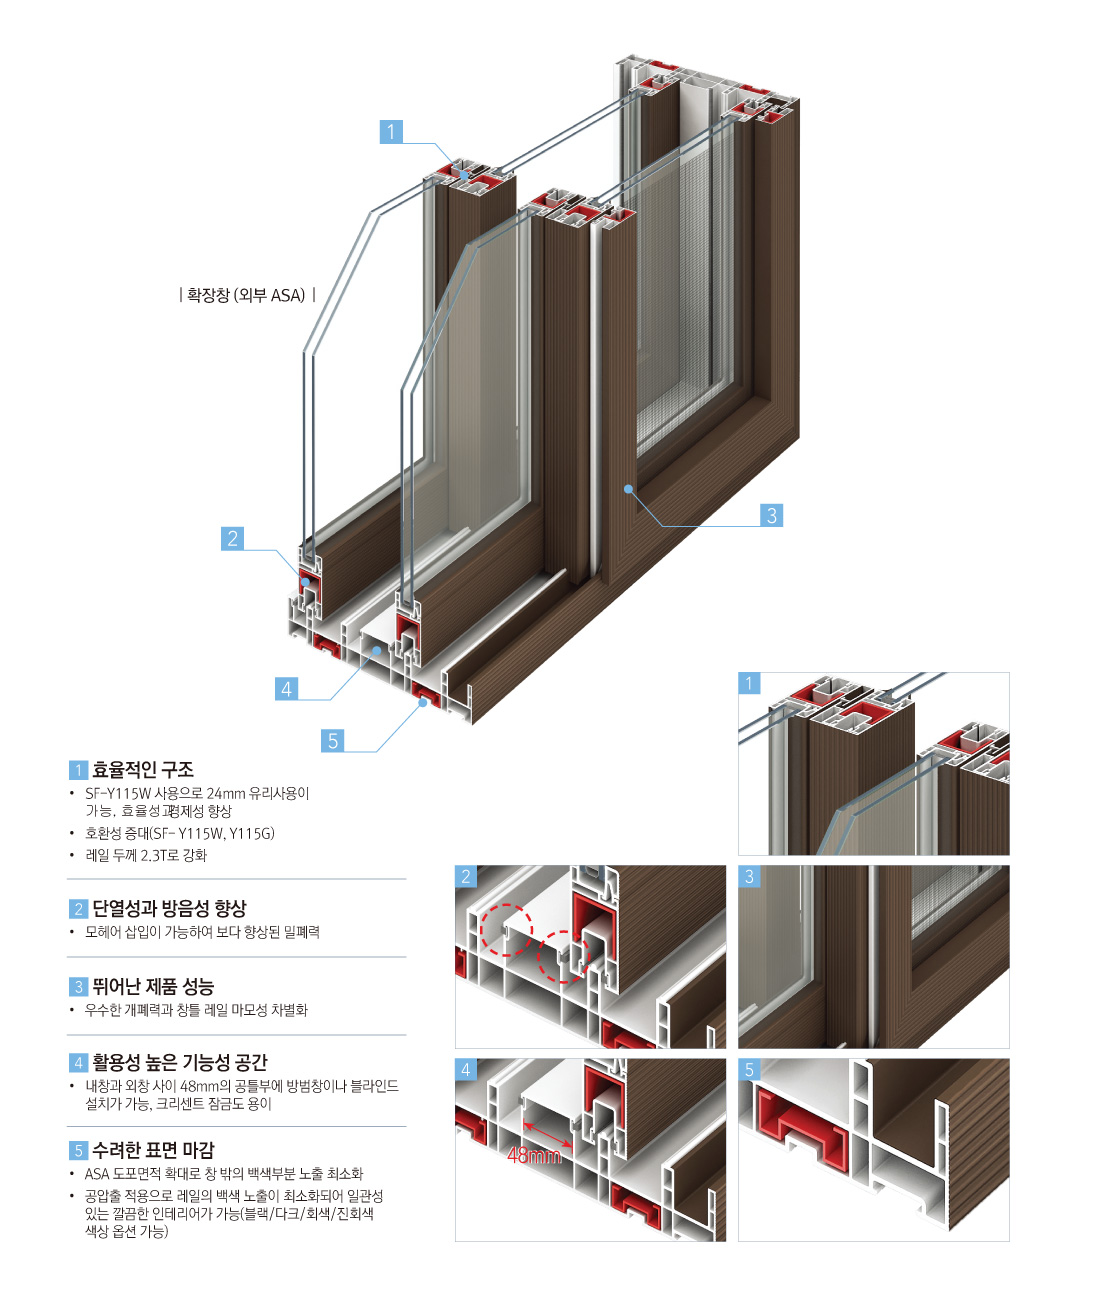 1
| 확장창 (외부 ASA) |
2
3
4
5
1
1 효율적인 구조
• SF-Y115W 사용으로 24mm 유리사용이
가능, 효율성과경제성 향상
• 호환성 증대(SF- Y115W, Y115G)
• 레일 두께 2.3T로 강화
2 단열성과 방음성 향상
• 모헤어 삽입이 가능하여 보다 향상된 밀폐력
3 뛰어난 제품 성능
• 우수한 개폐력과 창틀 레일 마모성 차별화
4 활용성 높은 기능성 공간
• 내창과 외창 사이 48mm의 공틀부에 방범창이나 블라인드
설치가 가능, 크리센트 잠금도 용이
5 수려한 표면 마감
• ASA 도포면적 확대로 창 밖의 백색부분 노출 최소화
• 공압출 적용으로 레일의 백색 노출이 최소화되어 일관성
있는 깔끔한 인테리어가 가능(블랙/다크/회색/진회색
색상 옵션 가능)
2
3
4
48mm
5